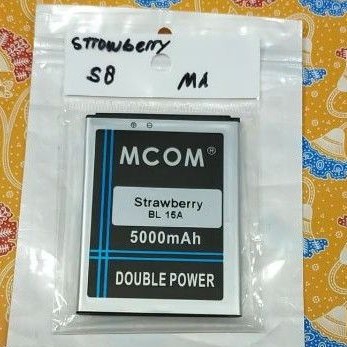 Strawberry
S8 MA
MCOM®
Strawberry
BL 15A
5000mAh
DOUBLE POWER